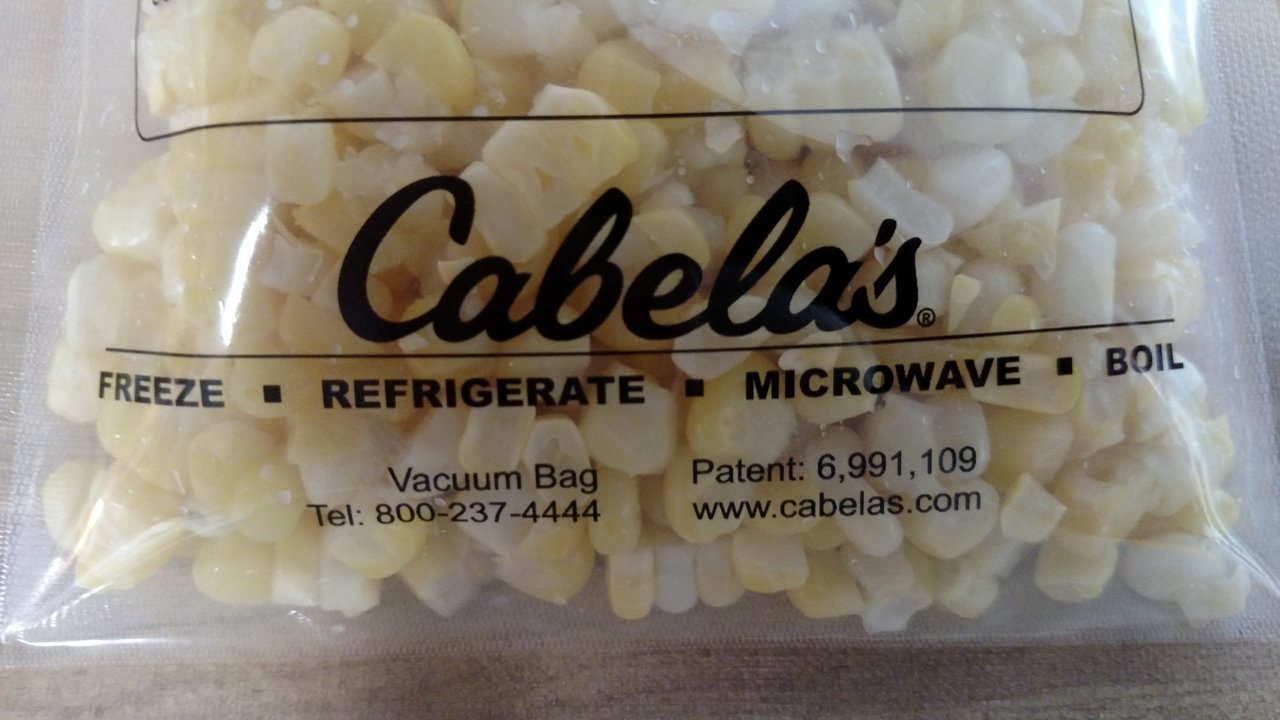 Cabela's®
FREEZE ▪ REFRIGERATE ▪ MICROWAVE ▪ BOIL
Vacuum Bag
Tel: 800-237-4444
Patent: 6,991,109
www.cabelas.com